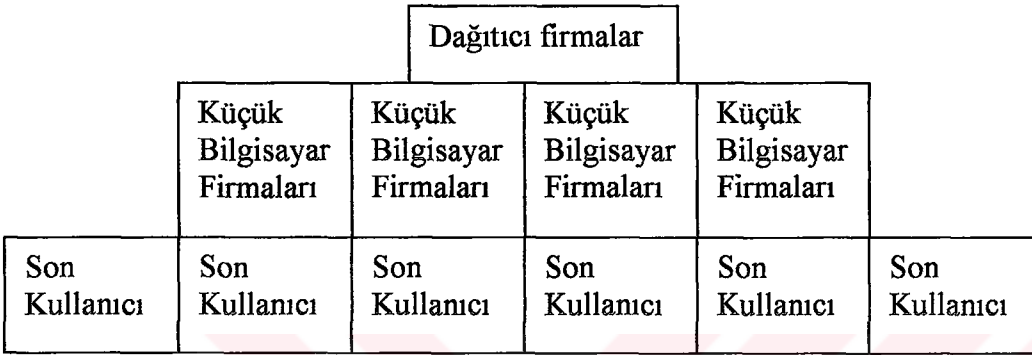 Dağıtıcı firmalar
Küçük
Bilgisayar
Firmaları
Küçük
Bilgisayar
Firmaları
Küçük
Bilgisayar
Firmaları
Küçük
Bilgisayar
Firmaları
Son
Kullanıcı
Son
Kullanıcı
Son
Kullanıcı
Son
Kullanıcı
Son
Kullanıcı
Son
Kullanıcı